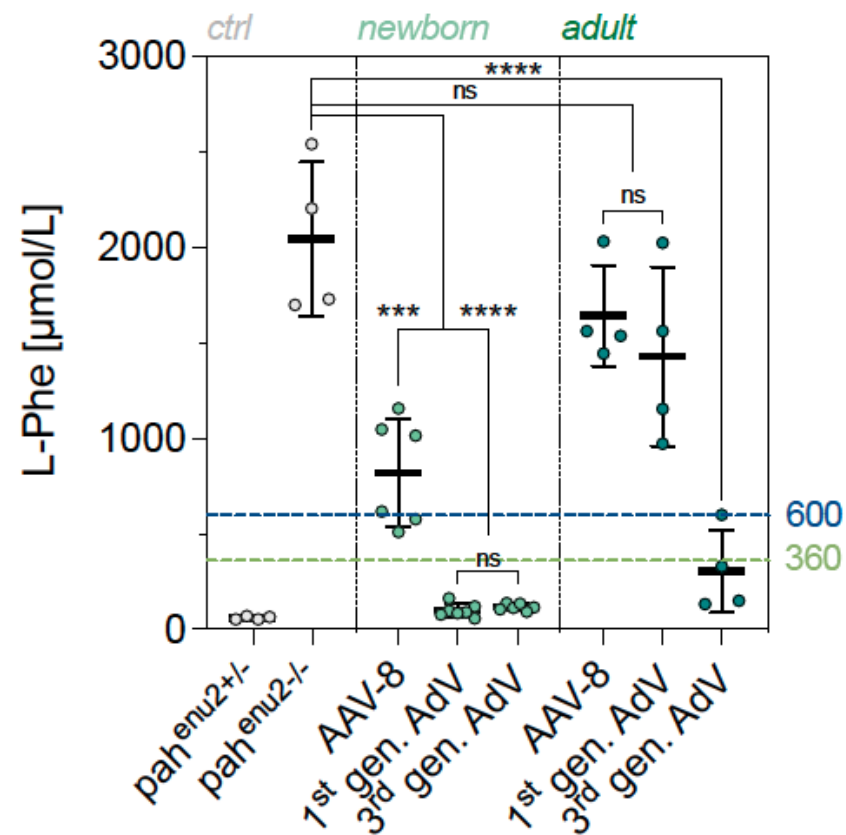 ctrl newborn adult
3000
2000
1000
0
L-Phe [µmol/L]
****
ns
ns
*** ****
ns
600
360
pah enu2+/-
pah enu2-/-
AAV-8
1st gen. AdV
3rd gen. AdV
AAV-8
1st gen. AdV
3rd gen. AdV